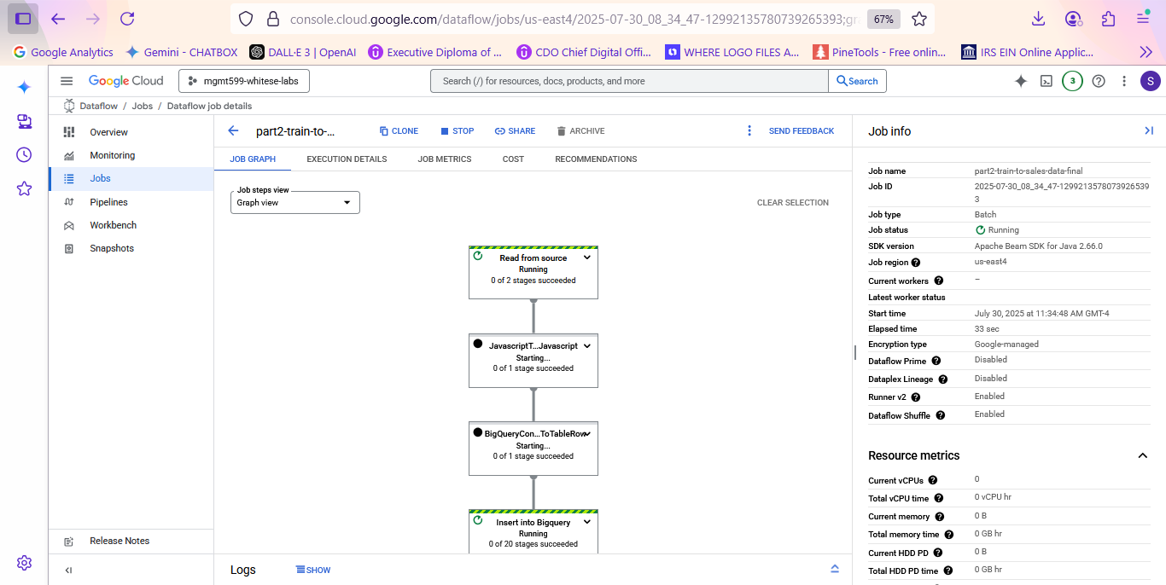 console.cloud.google.com/dataflow/jobs/us-east4/2025-07-30_08_34_47-12992135780739265393;gr
67%
Google Analytics
Gemini - CHATBOX
DALL-E 3 | OpenAI
Executive Diploma of ...
CDO Chief Digital Offi...
WHERE LOGO FILES A...
PineTools - Free onlin...
IRS EIN Online Applic...
Google Cloud
mgmt599-whitese-labs
Search (/) for resources, docs, products, and more
Search
3
S
Dataflow / Jobs / Dataflow job details
Overview
Monitoring
Jobs
Pipelines
Workbench
Snapshots
Release Notes
part2-train-to-...
CLONE
STOP
SHARE
ARCHIVE
SEND FEEDBACK
JOB GRAPH
EXECUTION DETAILS
JOB METRICS
COST
RECOMMENDATIONS
Job steps view
Graph view
CLEAR SELECTION
Read from source
Running
0 of 2 stages succeeded
JavascriptT...Javascript
Starting...
0 of 1 stage succeeded
BigQueryCon...ToTableRow
Starting...
0 of 1 stage succeeded
Insert into Bigquery
Running
0 of 20 stages succeeded
Logs
SHOW
Job info
Job name part2-train-to-sales-data-final
Job ID 2025-07-30_08_34_47-1299213578073926539
3
Job type Batch
Job status Running
SDK version Apache Beam SDK for Java 2.66.0
Job region us-east4
Current workers –
Latest worker status
Start time July 30, 2025 at 11:34:48 AM GMT-4
Elapsed time 33 sec
Encryption type Google-managed
Dataflow Prime Disabled
Dataplex Lineage Disabled
Runner v2 Enabled
Dataflow Shuffle Enabled
Resource metrics
Current vCPUs 0
Total vCPU time 0 vCPU hr
Current memory 0 B
Total memory time 0 GB hr
Current HDD PD 0 B
Total HDD PD time 0 GB hr